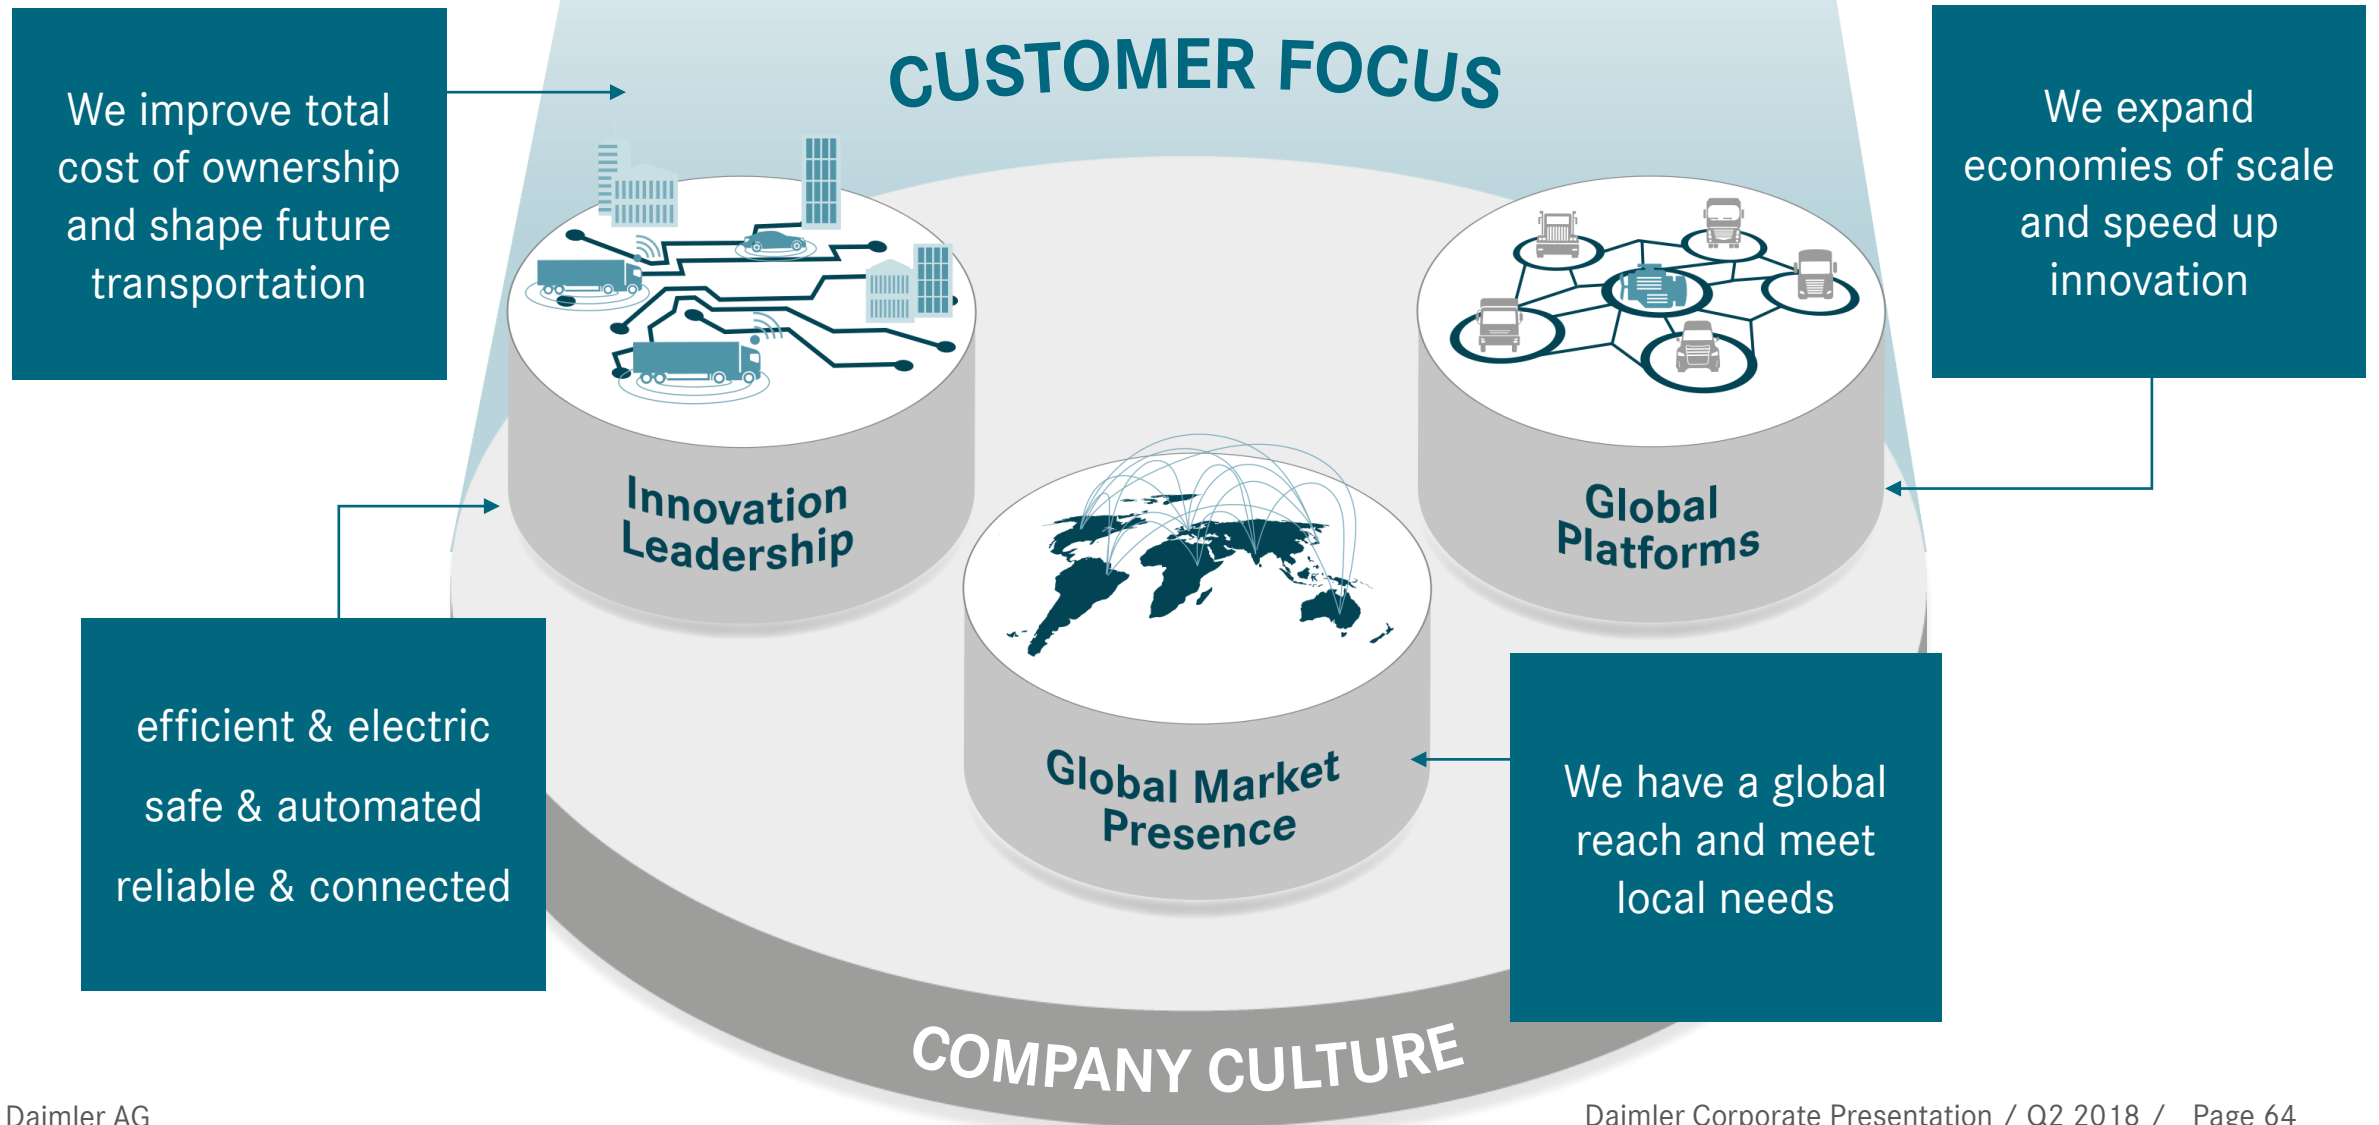 CUSTOMER FOCUS
We improve total
cost of ownership
and shape future
transportation
We expand
economies of scale
and speed up
innovation
Innovation
Leadership
Global
Platforms
efficient & electric
safe & automated
reliable & connected
Global Market
Presence
We have a global
reach and meet
local needs
COMPANY CULTURE
Daimler AG
Daimler Corporate Presentation / Q2 2018 / Page 64